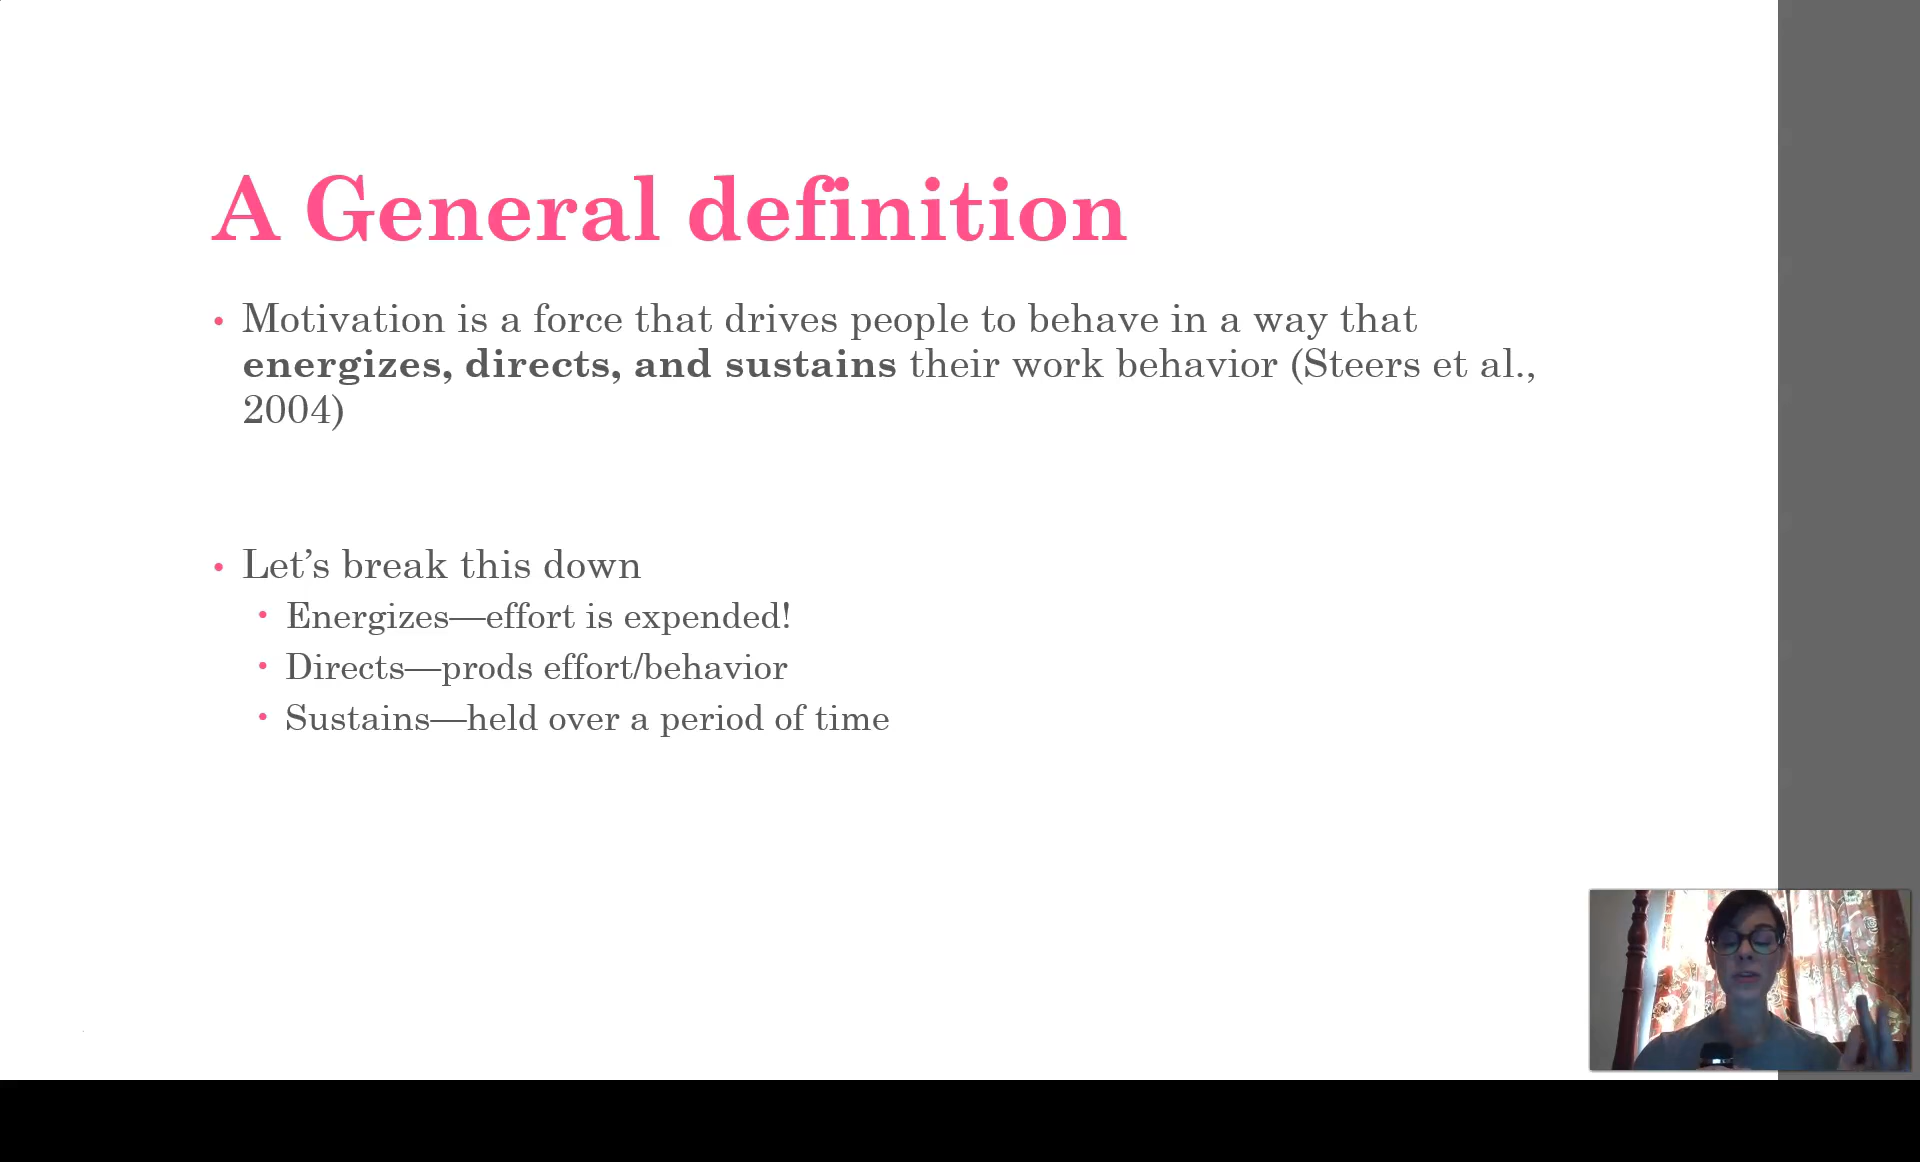 A General definition
• Motivation is a force that drives people to behave in a way that
energizes, directs, and sustains their work behavior (Steers et al.,
2004)
• Let’s break this down
• Energizes—effort is expended!
• Directs—prods effort/behavior
• Sustains—held over a period of time